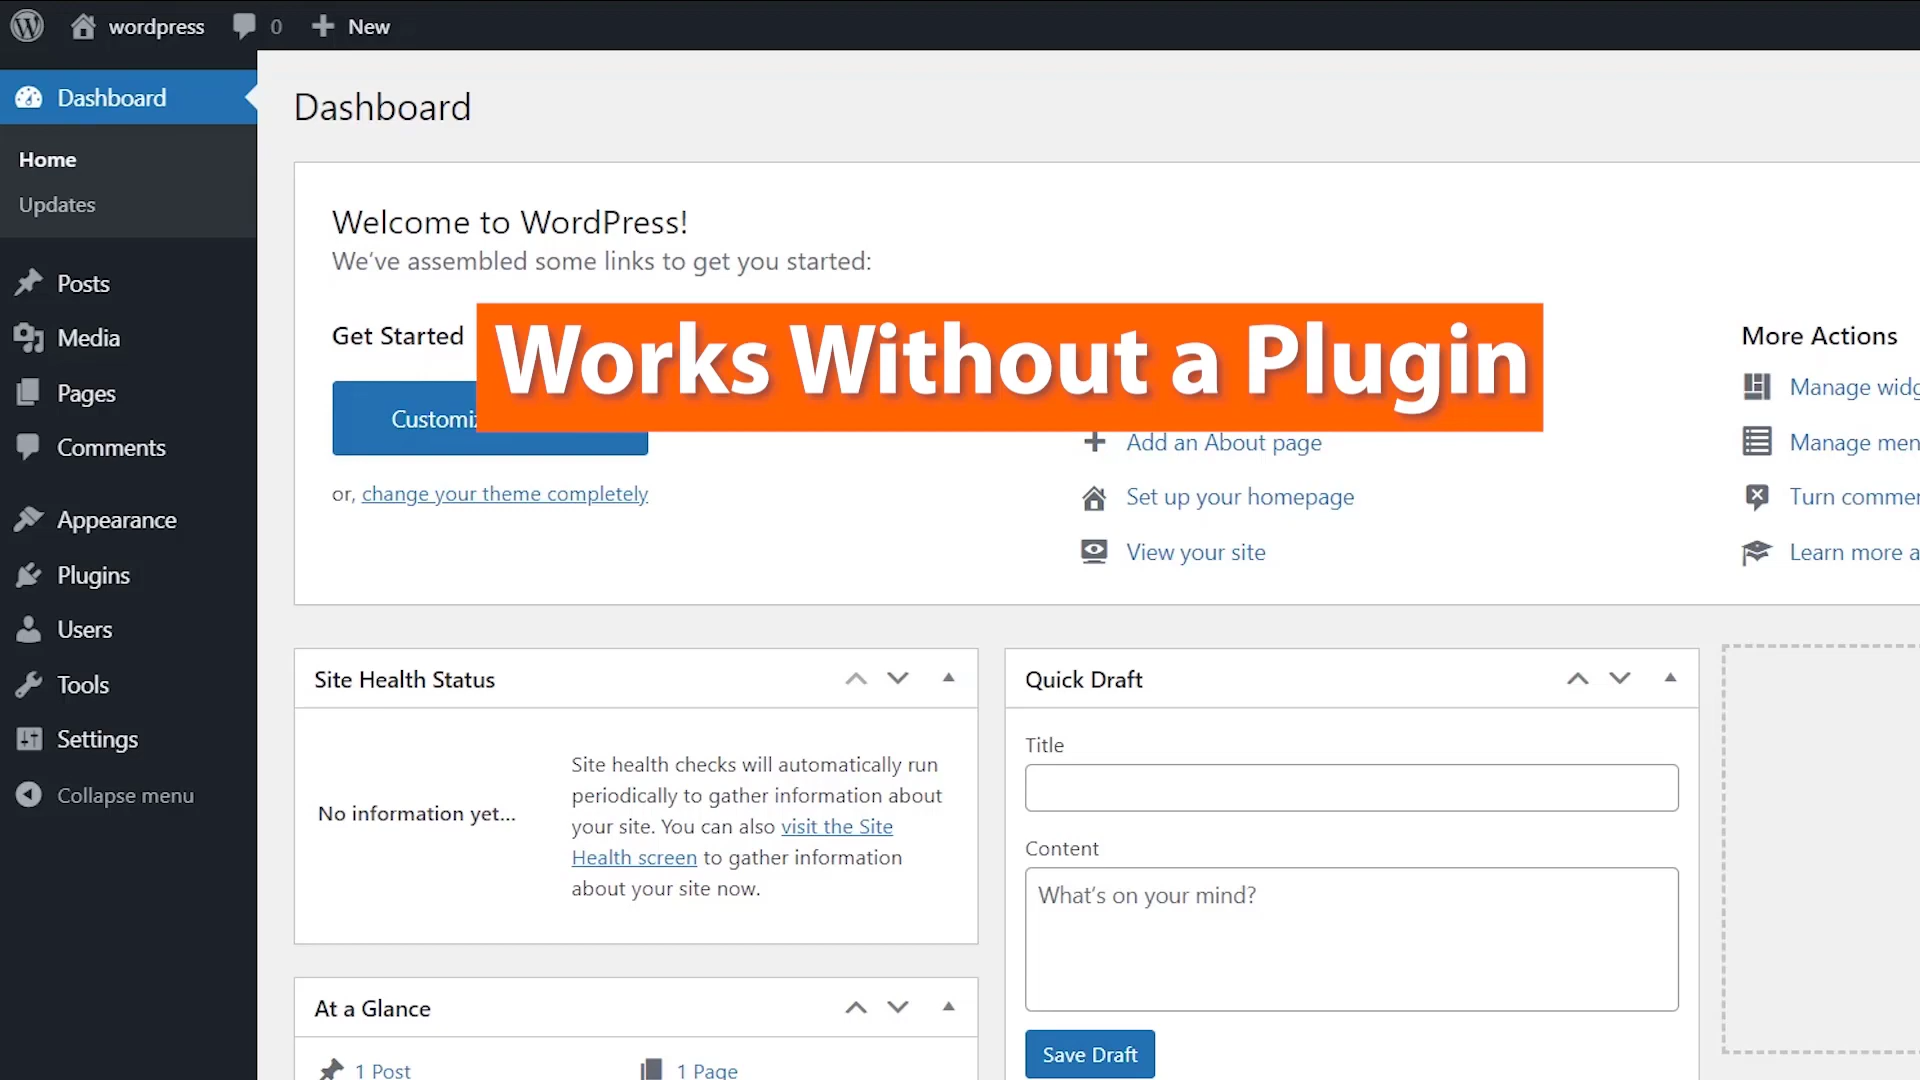 wordpress
0
New
Dashboard
Home
Updates
Posts
Media
Pages
Comments
Appearance
Plugins
Users
Tools
Settings
Collapse menu
Dashboard
Welcome to WordPress!
We've assembled some links to get you started:
Get Started
Works Without a Plugin
Customiz
or, change your theme completely
Add an About page
Set up your homepage
View your site
More Actions
Manage widg
Manage men
Turn commen
Learn more a
Site Health Status
No information yet...
Site health checks will automatically run
periodically to gather information about
your site. You can also visit the Site
Health screen to gather information
about your site now.
At a Glance
1 Post
1 Page
Quick Draft
Title
Content
What's on your mind?
Save Draft